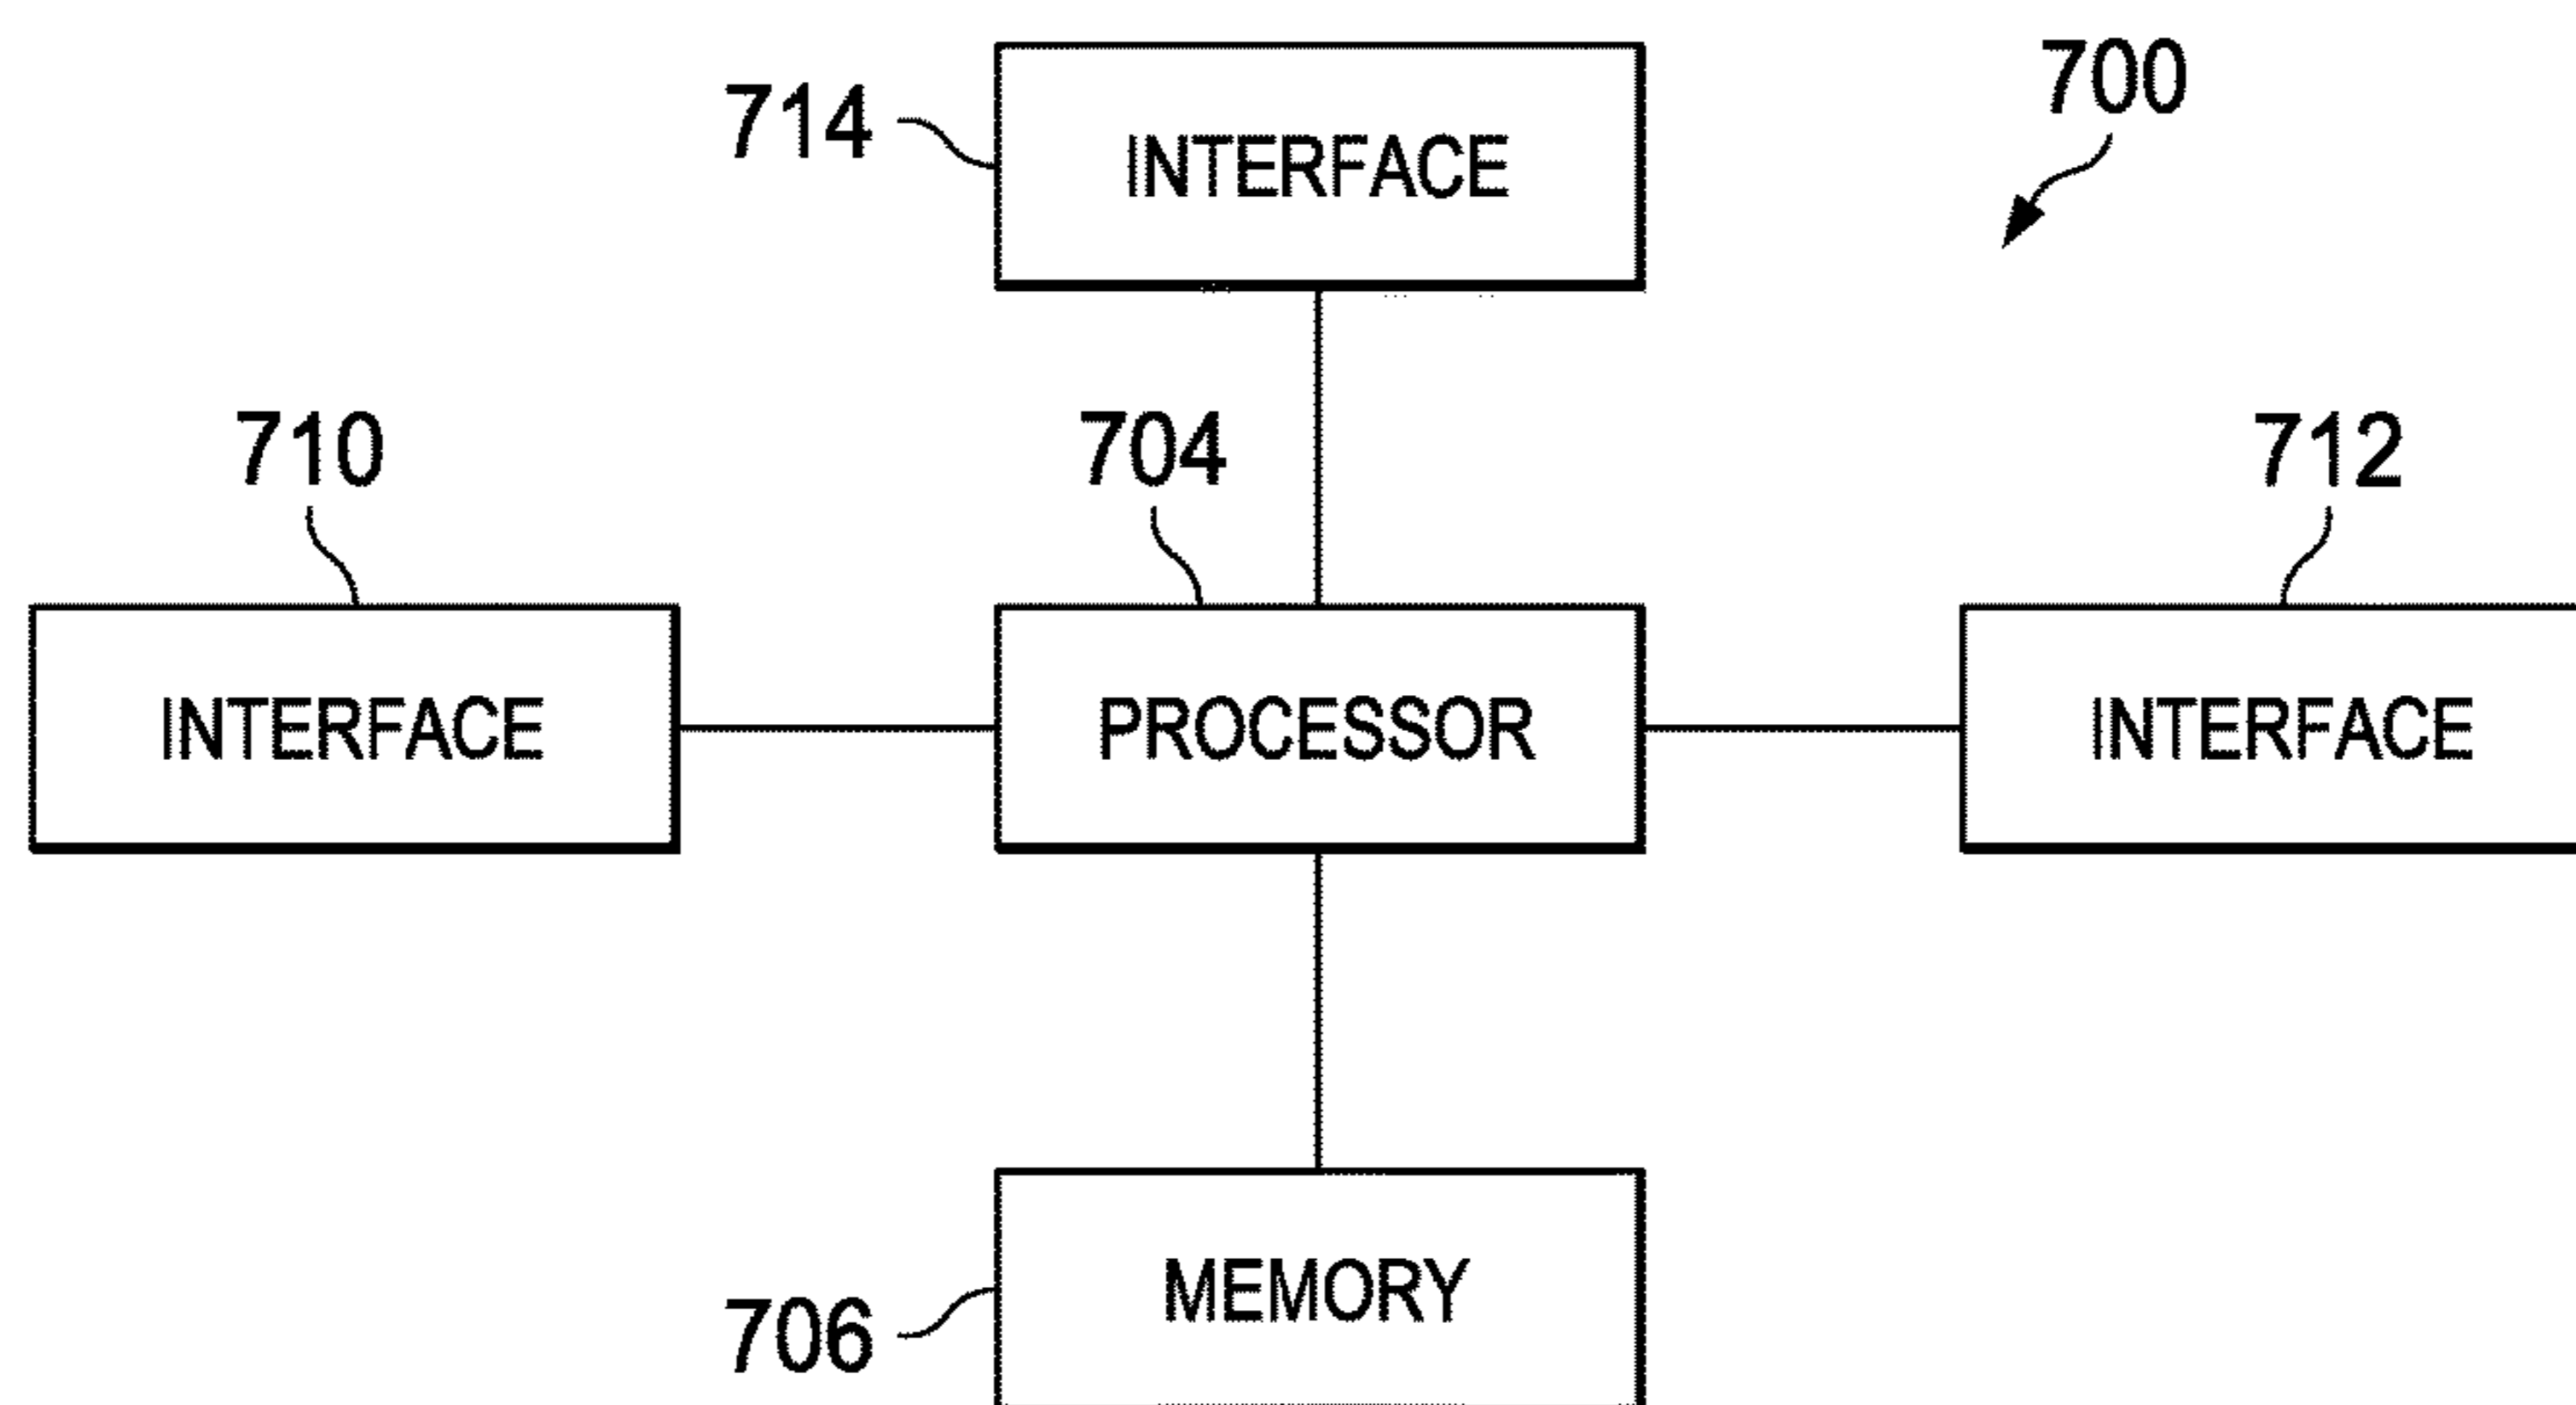 700
714
INTERFACE
710
704
712
INTERFACE
PROCESSOR
INTERFACE
706
MEMORY